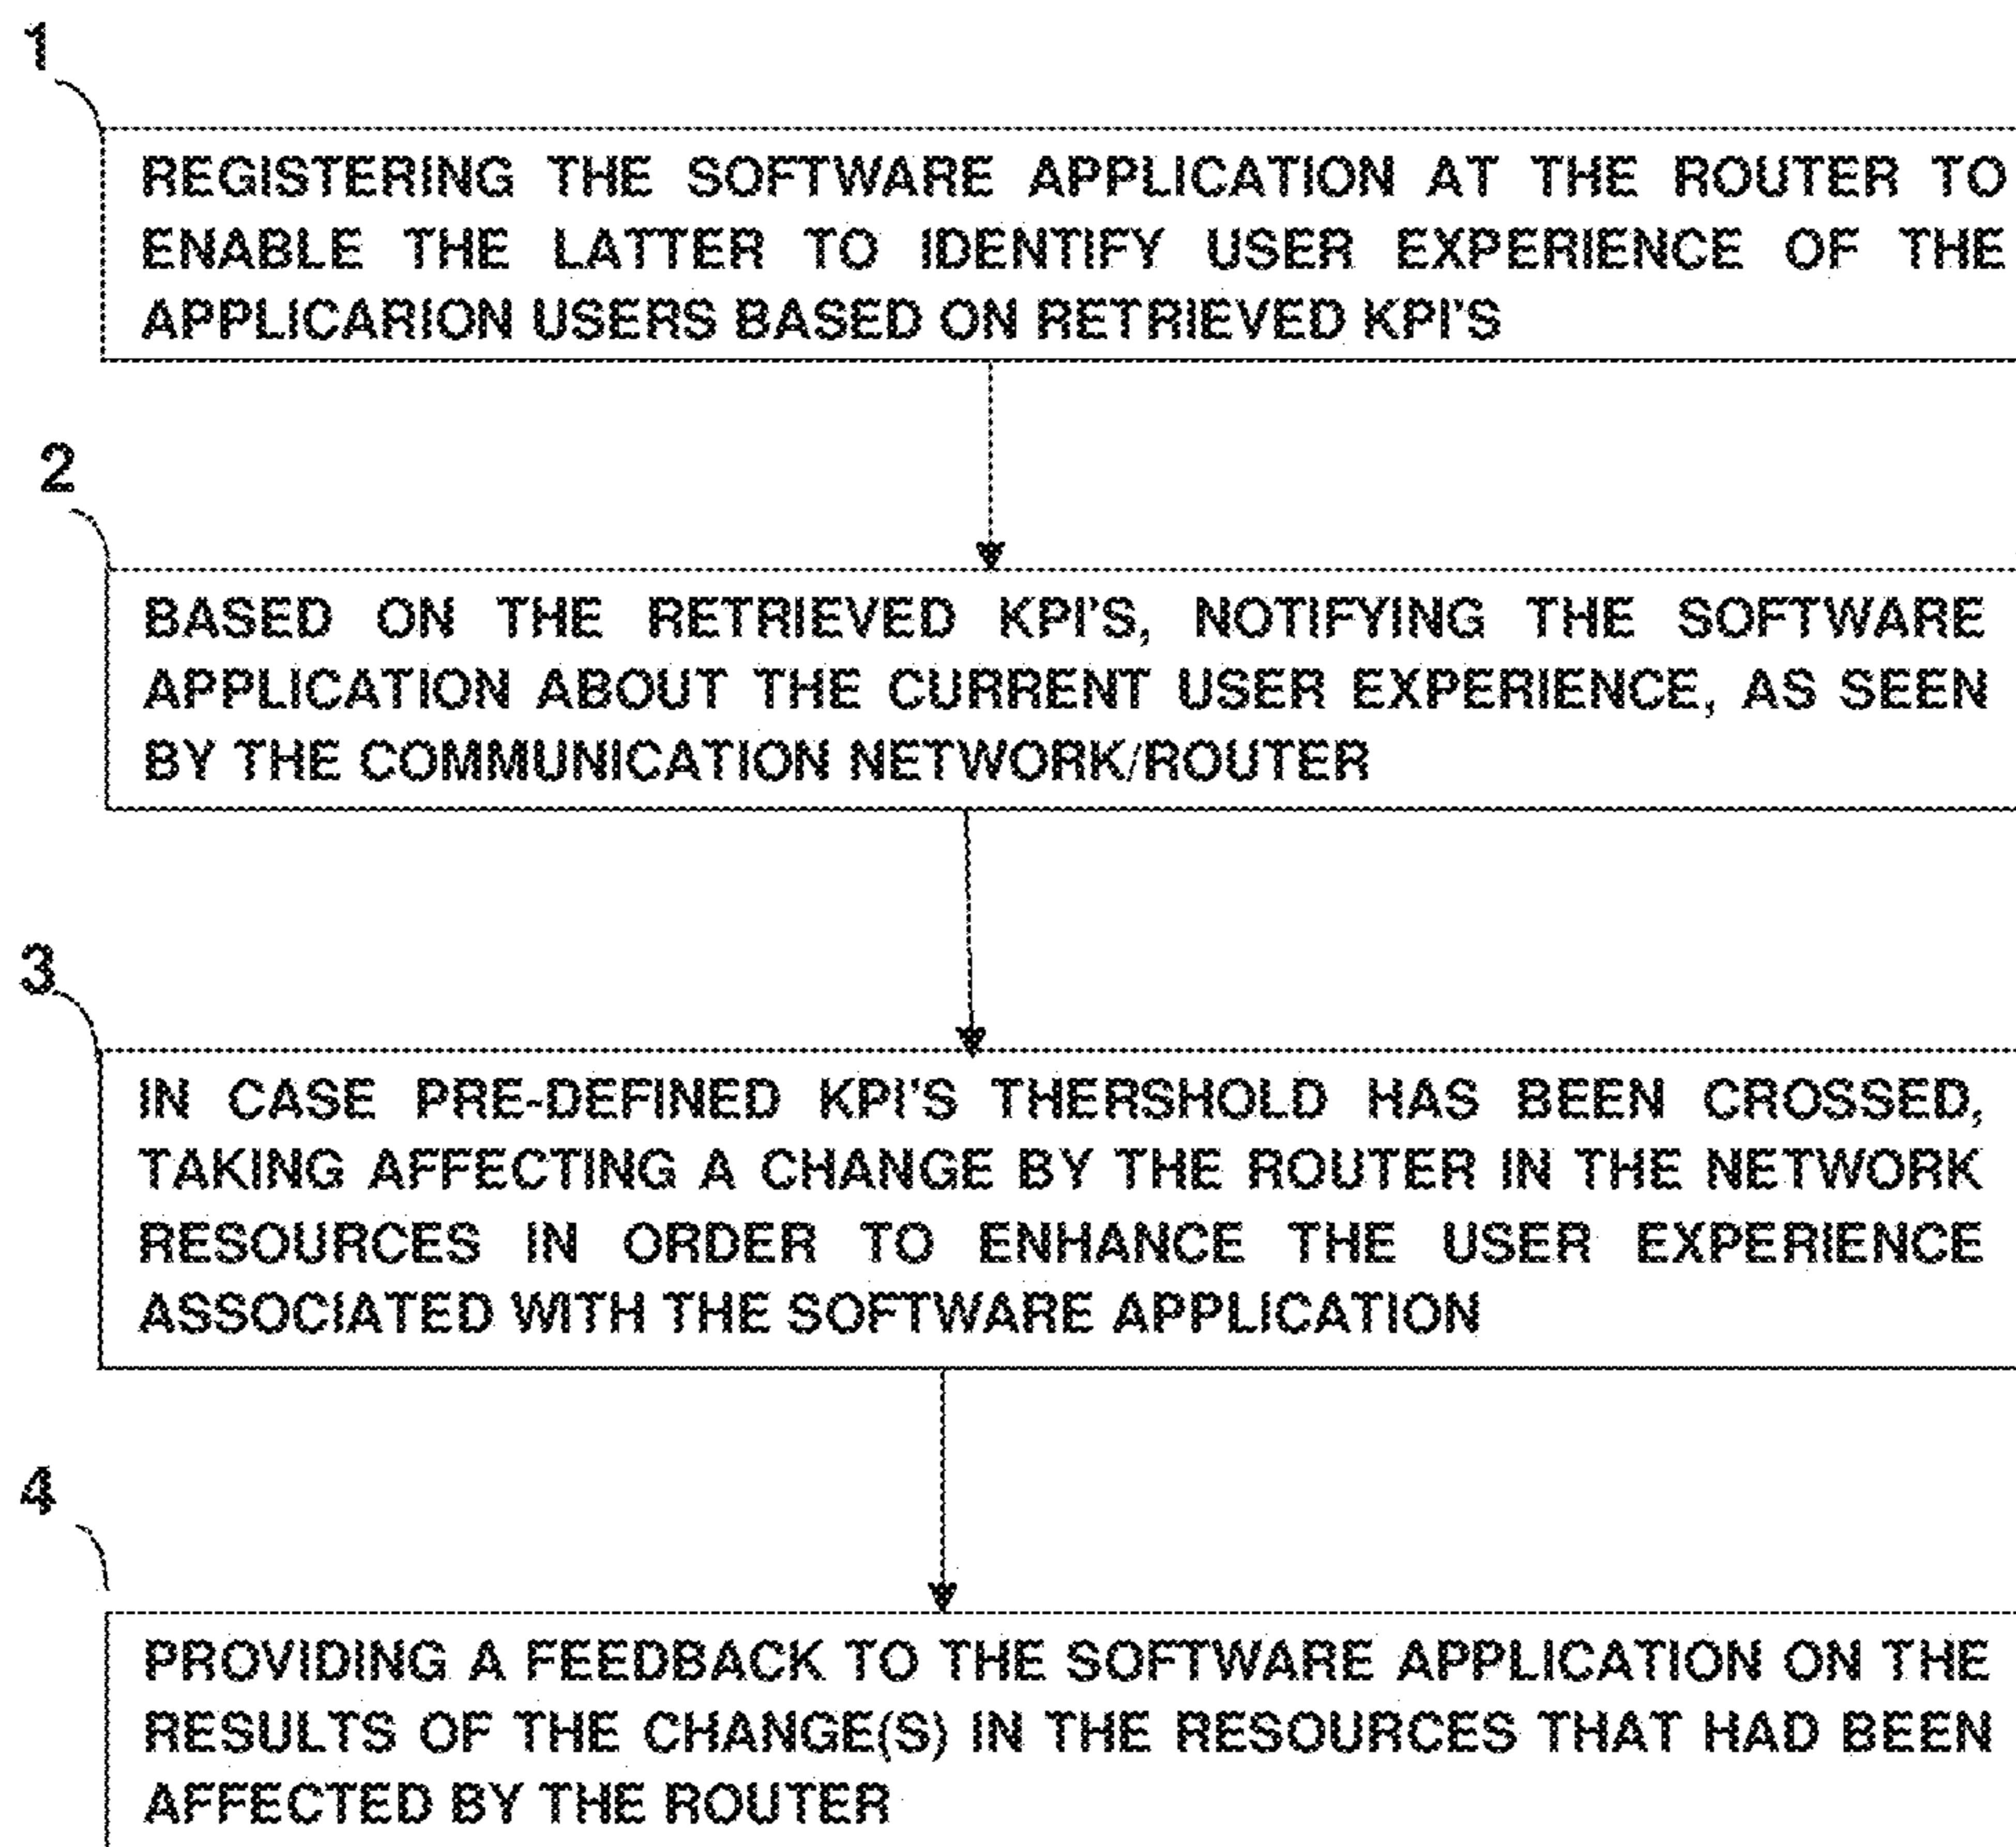 1
REGISTERING THE SOFTWARE APPLICATION AT THE ROUTER TO
ENABLE THE LATTER TO IDENTIFY USER EXPERIENCE OF THE
APPLICARION USERS BASED ON RETRIEVED KPI'S
2
BASED ON THE RETRIEVED KPI'S, NOTIFYING THE SOFTWARE
APPLICATION ABOUT THE CURRENT USER EXPERIENCE, AS SEEN
BY THE COMMUNICATION NETWORK/ROUTER
3
IN CASE PRE-DEFINED KPI'S THERSHOLD HAS BEEN CROSSED,
TAKING AFFECTING A CHANGE BY THE ROUTER IN THE NETWORK
RESOURCES IN ORDER TO ENHANCE THE USER EXPERIENCE
ASSOCIATED WITH THE SOFTWARE APPLICATION
4
PROVIDING A FEEDBACK TO THE SOFTWARE APPLICATION ON THE
RESULTS OF THE CHANGE(S) IN THE RESOURCES THAT HAD BEEN
AFFECTED BY THE ROUTER